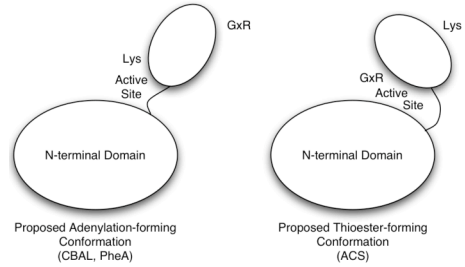 GxR
Lys
Active
Site
N-terminal Domain
Proposed Adenylation-forming
Conformation
(CBAL, PheA)
Lys
GxR
Active
Site
N-terminal Domain
Proposed Thioester-forming
Conformation
(ACS)